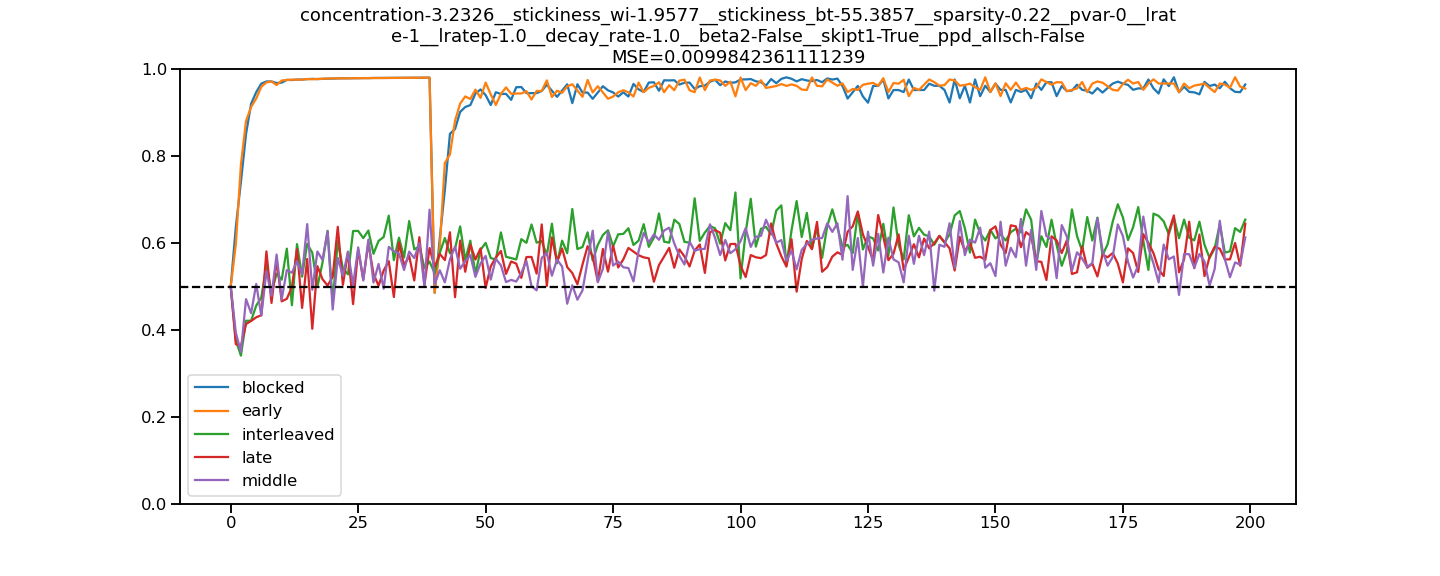 concentration-3.2326__stickiness_wi-1.9577__stickiness_bt-55.3857__sparsity-0.22__pvar-0__lrat
e-1__lratep-1.0__decay_rate-1.0__beta2-False__skipt1-True__ppd_allsch-False
MSE=0.0099842361111239
1.0
0.8
0.6
0.4
0.2
0.0
blocked
early
interleaved
late
middle
0 25 50 75 100 125 150 175 200